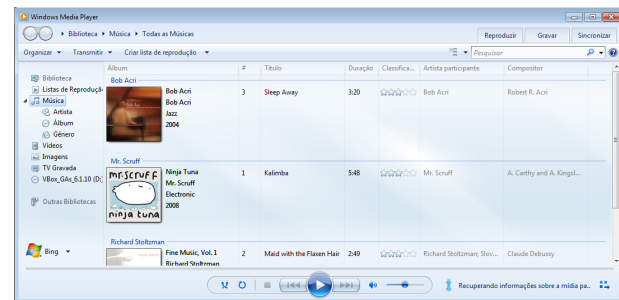 Windows Media Player
Biblioteca Música Todas as Músicas
Reproduzir Gravar Sincronizar
Organizar Transmitir Criar lista de reprodução Pesquisar
Álbum # Título Duração Classifica... Artista participante Compositor
Biblioteca
Listas de Reproduçã
Música
Artista
Álbum
Gênero
Vídeos
Imagens
TV Gravada
VBox_GAs_6.1.10 (D:)
Outras Bibliotecas
Bing
Bob Acri
Bob Acri 3 Sleep Away 3:20 Bob Acri Robert R. Acri
Bob Acri
Jazz
2004
Mr. Scruff
mr.scruff
ninja tuna
Ninja Tuna 1 Kalimba 5:48 Mr. Scruff A. Carthy and A. Kingsl...
Mr. Scruff
Electronic
2008
Richard Stoltzman
Fine Music, Vol. 1 2 Maid with the Flaxen Hair 2:49 Richard Stoltzman; Slov... Claude Debussy
Richard Stoltzman
Recuperando informações sobre a mídia pa..